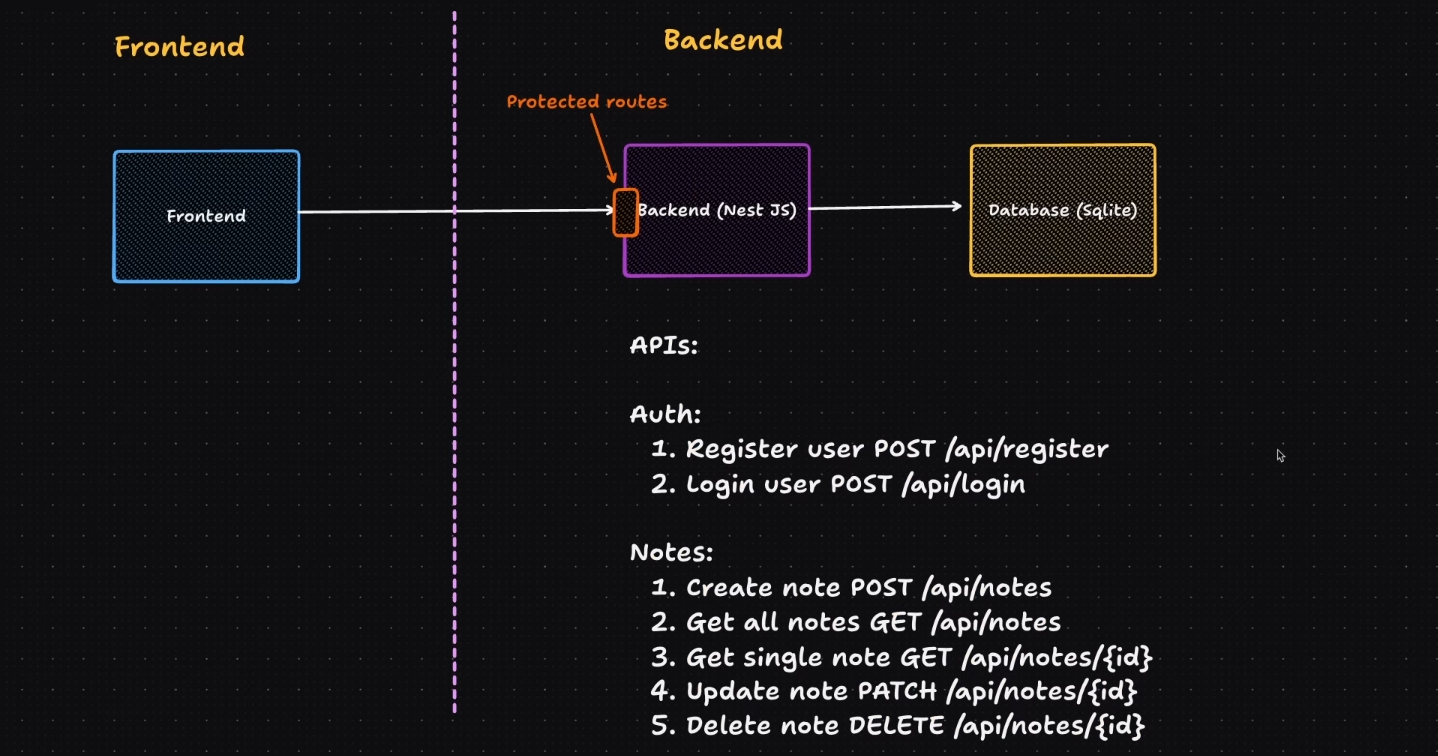 Frontend
Backend
Protected routes
Frontend
Backend (Nest JS)
Database (Sqlite)
APIs:
Auth:
1. Register user POST /api/register
2. Login user POST /api/login
Notes:
1. Create note POST /api/notes
2. Get all notes GET /api/notes
3. Get single note GET /api/notes/{id}
4. Update note PATCH /api/notes/{id}
5. Delete note DELETE /api/notes/{id}